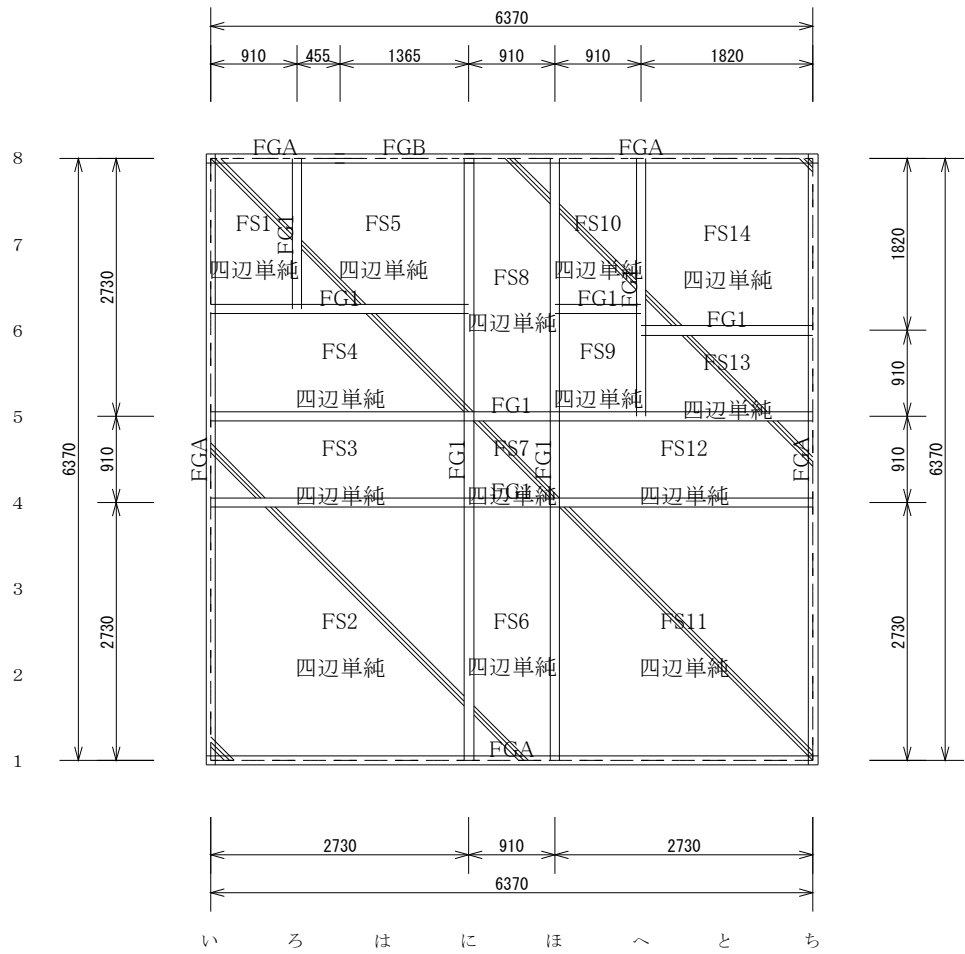 6370
910 455 1365 910 910 1820
FGA FGB FGA
8
7
6
5
4
3
2
1
6370
2730
910
2730
1820
910
910
2730
6370
FS1
四辺単純
FG1
FS5
四辺単純
FS8
四辺単純
FS10
四辺単純
FG1
FS14
四辺単純
FG1
FG1
FG1
FS4
四辺単純
FS9
四辺単純
FS13
四辺単純
FG1
FGA
FS3
四辺単純
FG1
FS7
四辺単純
FG1
FS12
四辺単純
FGA
FG1
FS2
四辺単純
FS6
四辺単純
FS11
四辺単純
FGA
2730 910 2730
6370
い ろ は に ほ へ と ち